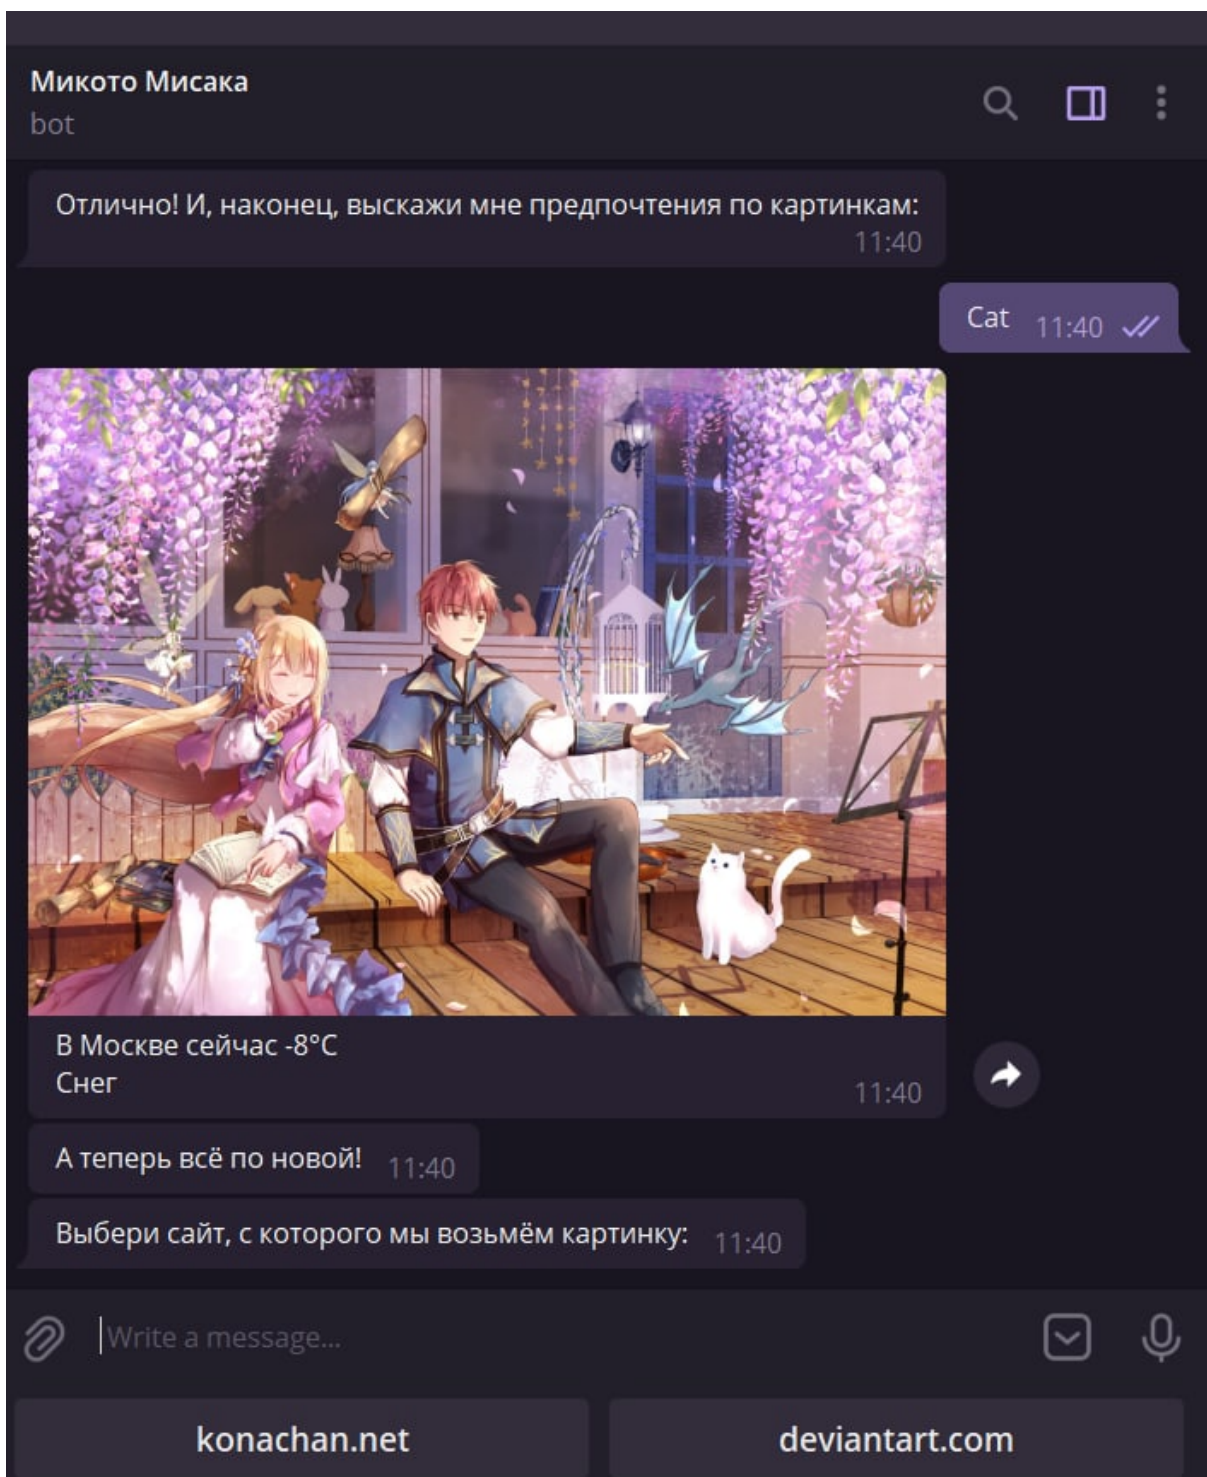 Микото Мисака
bot
Отлично! И, наконец, выскажи мне предпочтения по картинкам:
11:40
Cat 11:40
В Москве сейчас -8°C
Снег
11:40
А теперь всё по новой! 11:40
Выбери сайт, с которого мы возьмём картинку: 11:40
Write a message...
konachan.net
deviantart.com